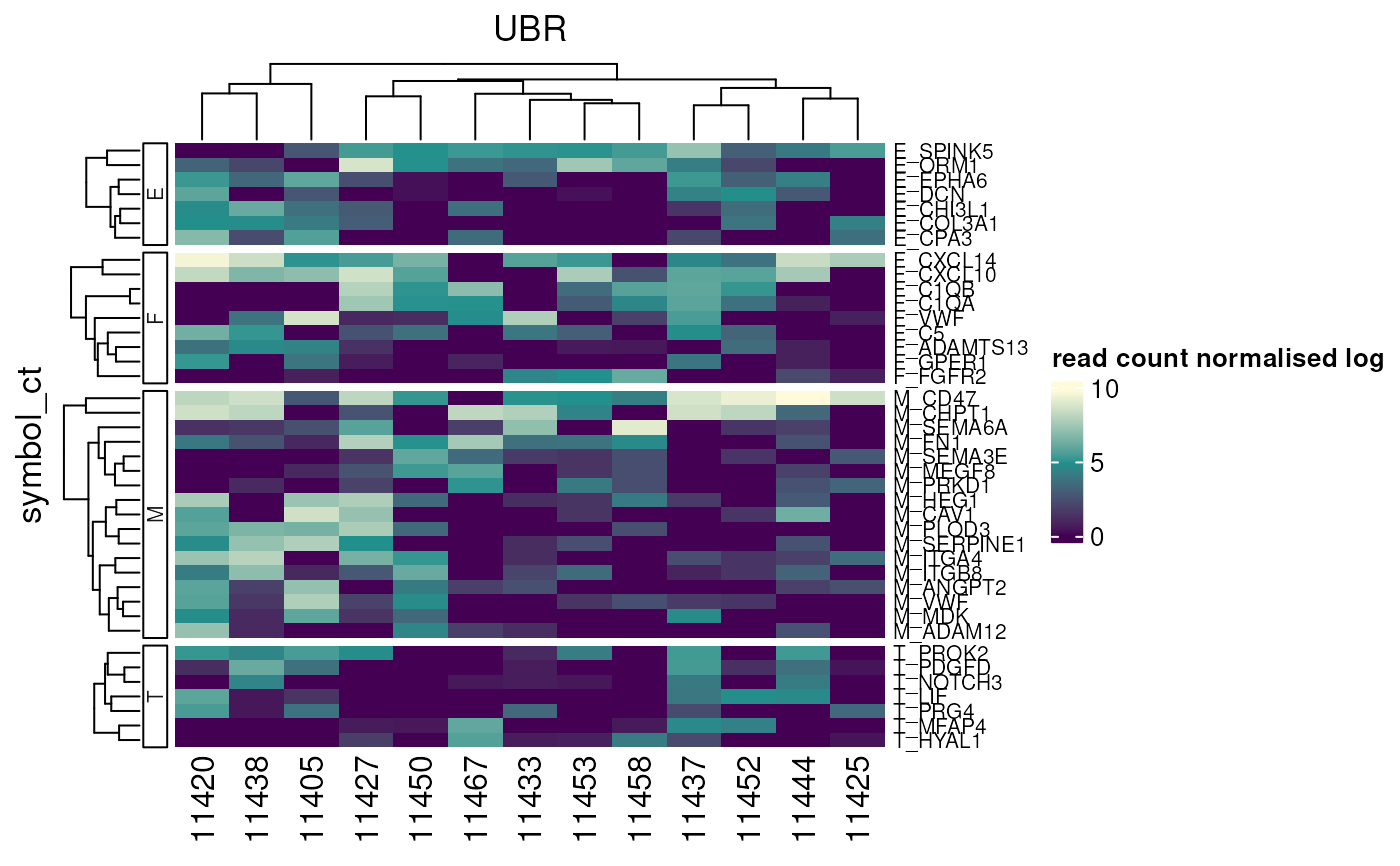 UBR
symbol_ct
E
E_SPINK5
E_ORM1
E_EPHA6
E_DCN
E_CHI3L1
E_COL3A1
E_CPA3
F
F_CXCL14
F_CXCL10
F_C1QB
F_C1QA
F_VWF
F_C5
F_ADAMTS13
F_GPER1
F_FGFR2
M
M_CD47
M_CHPT1
M_SEMA6A
M_FN1
M_SEMA3E
M_MEGF8
M_PRKD1
M_HEG1
M_CAV1
M_PLOD3
M_SERPINE1
M_ITGA4
M_ITGB8
M_ANGPT2
M_VWF
M_MDK
M_ADAM12
T
T_PROK2
T_PDGFD
T_NOTCH3
T_LIF
T_PRG4
T_MFAP4
T_HYAL1
11420
11438
11405
11427
11450
11467
11433
11453
11458
11437
11452
11444
11425
read count normalised log
10
5
0